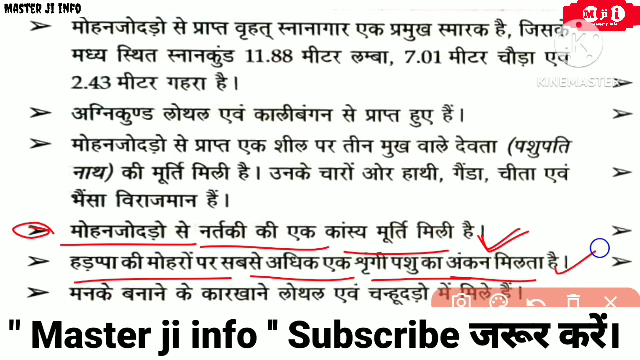 MASTER JI INFO
Mji
➢ मोहनजोदड़ो से प्राप्त वृहत् स्नानागार एक प्रमुख स्मारक है, जिसके
मध्य स्थित स्नानकुंड 11.88 मीटर लम्बा, 7.01 मीटर चौड़ा एवं
2.43 मीटर गहरा है।
KINEMASTER
➢ अग्निकुण्ड लोथल एवं कालीबंगन से प्राप्त हुए हैं।
➢ मोहनजोदड़ो से प्राप्त एक शील पर तीन मुख वाले देवता (पशुपति
नाथ) की मूर्ति मिली है। उनके चारों ओर हाथी, गैंडा, चीता एवं
भैंसा विराजमान हैं।
➢ मोहनजोदड़ो से नर्तकी की एक कांस्य मूर्ति मिली है।
➢ हड़प्पा की मोहरों पर सबसे अधिक एक शृंगी पशु का अंकन मिलता है।
➢ मनके बनाने के कारखाने लोथल एवं चन्हूदड़ो में मिले हैं।
" Master ji info " Subscribe जरूर करें।